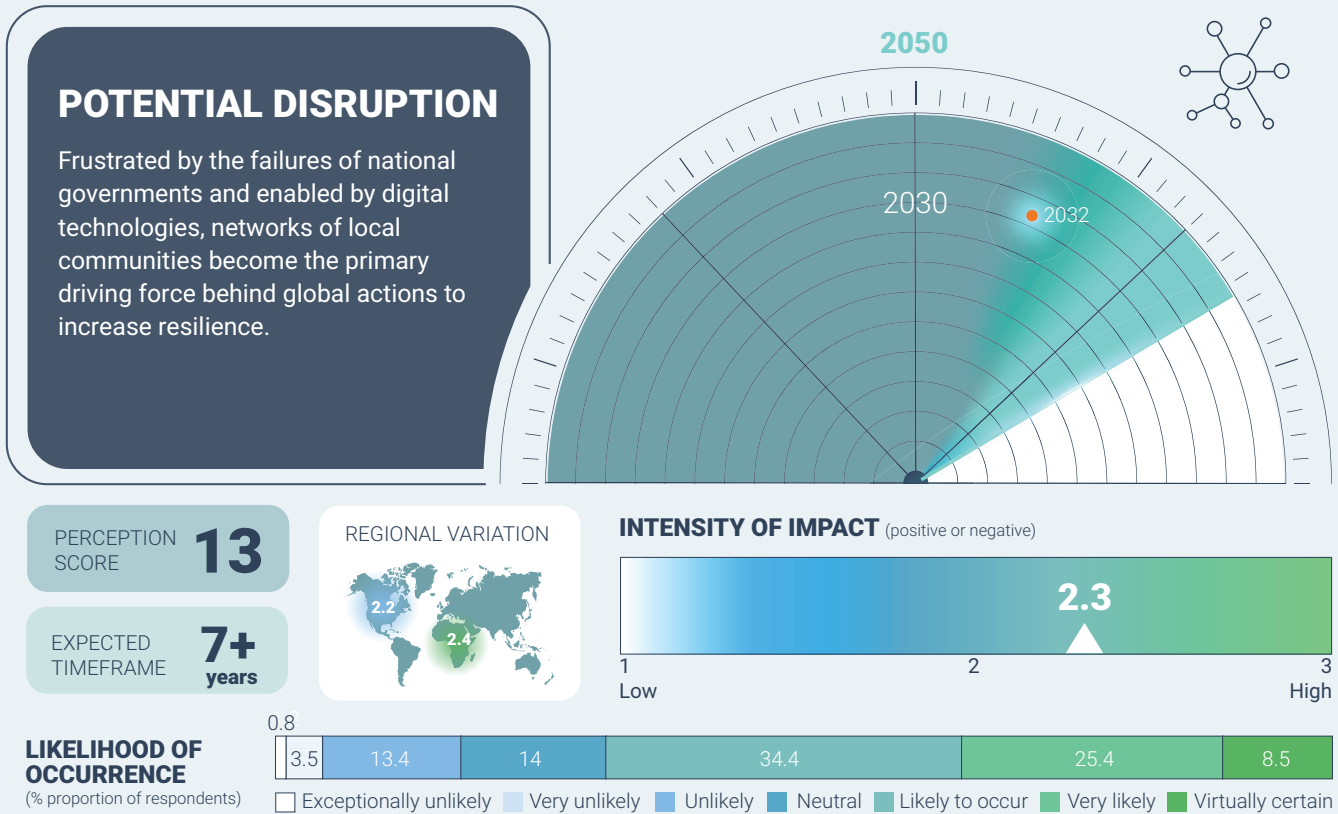 POTENTIAL DISRUPTION
Frustrated by the failures of national
governments and enabled by digital
technologies, networks of local
communities become the primary
driving force behind global actions to
increase resilience.
2050
2030
2032
PERCEPTION
SCORE
13
EXPECTED
TIMEFRAME
7+
years
REGIONAL VARIATION
2.2
2.4
INTENSITY OF IMPACT (positive or negative)
2.3
1 2 3
Low High
LIKELIHOOD OF
OCCURRENCE
(% proportion of respondents)
0.8
3.5 13.4 14 34.4 25.4 8.5
Exceptionally unlikely Very unlikely Unlikely Neutral Likely to occur Very likely Virtually certain